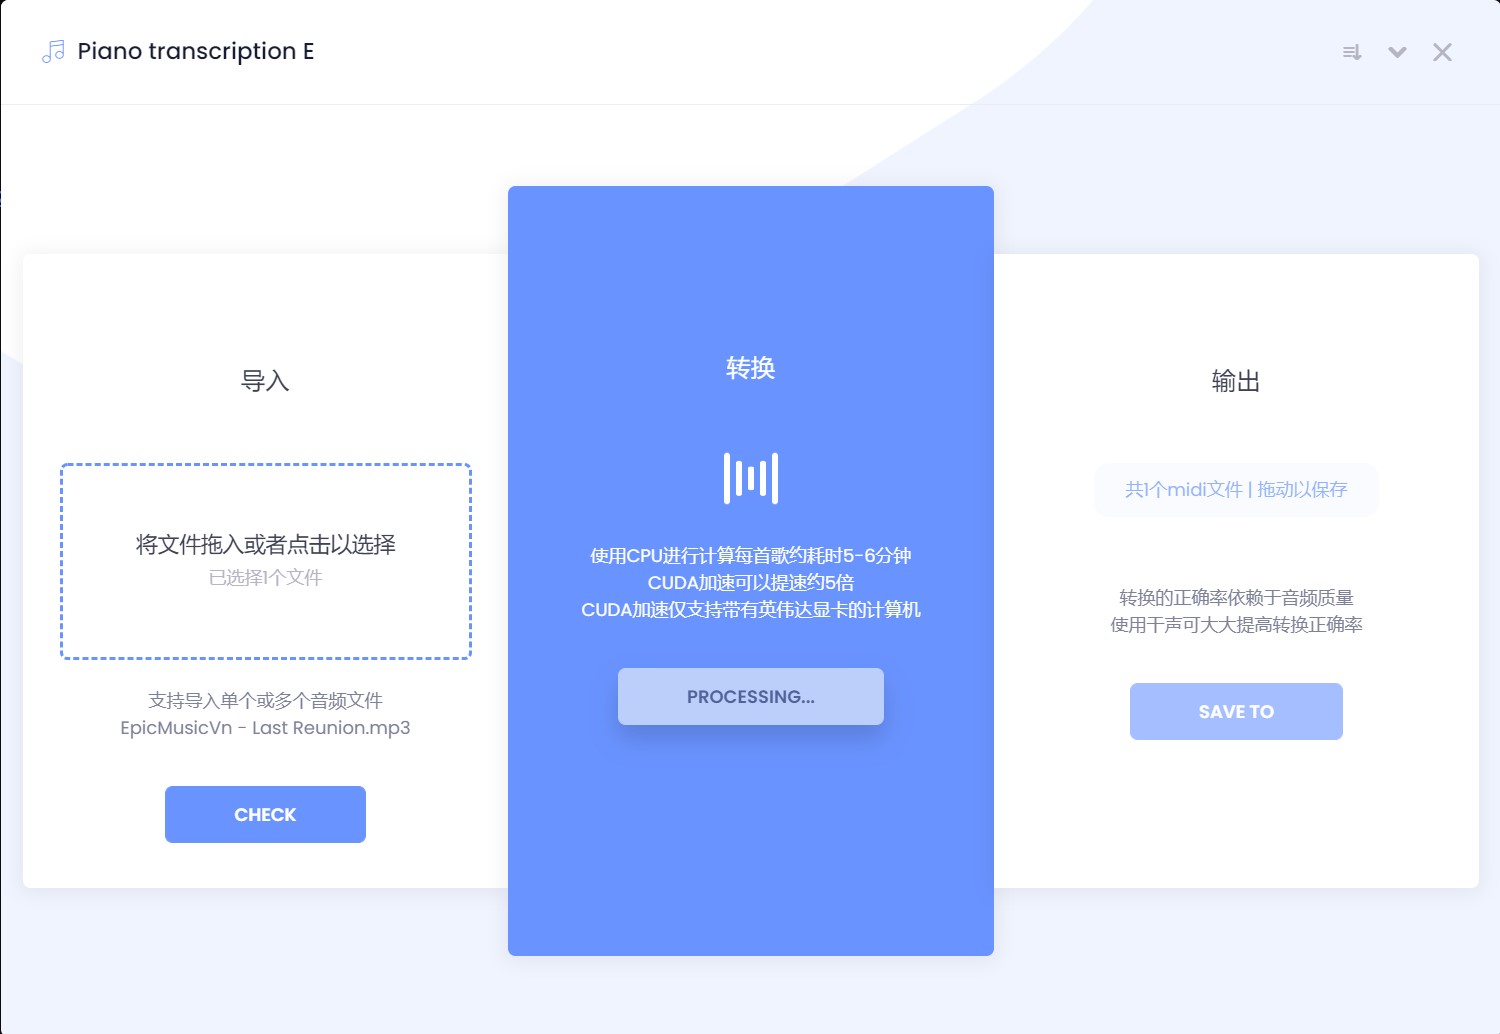 Piano transcription E
导入
将文件拖入或者点击以选择
已选择1个文件
支持导入单个或多个音频文件
EpicMusicVn - Last Reunion.mp3
CHECK
转换
使用CPU进行计算每首歌约耗时5-6分钟
CUDA加速可以提速约5倍
CUDA加速仅支持带有英伟达显卡的计算机
PROCESSING...
输出
共1个midi文件 | 拖动以保存
转换的正确率依赖于音频质量
使用干声可大大提高转换正确率
SAVE TO